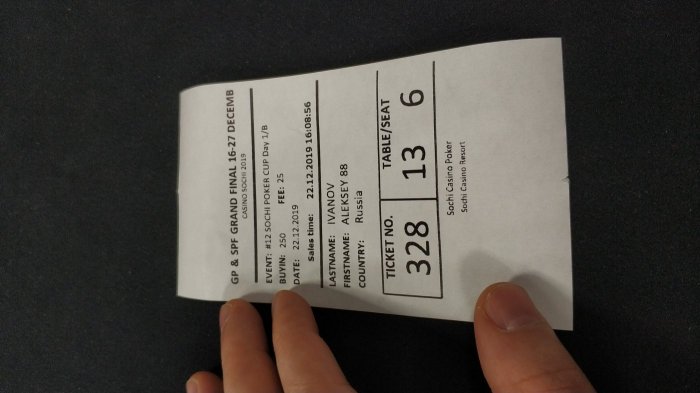 GP & SPF GRAND FINAL 16-27 DECEMB
CASINO SOCHI 2019
EVENT: #12 SOCHI POKER CUP Day 1/B
BUYIN: 250 FEE: 25
DATE: 22.12.2019
Sales time: 22.12.2019 16:08:56
LASTNAME: IVANOV
FIRSTNAME: ALEKSEY 88
COUNTRY: Russia
TICKET NO. TABLE/SEAT
328 13 6
Sochi Casino Poker
Sochi Casino Resort